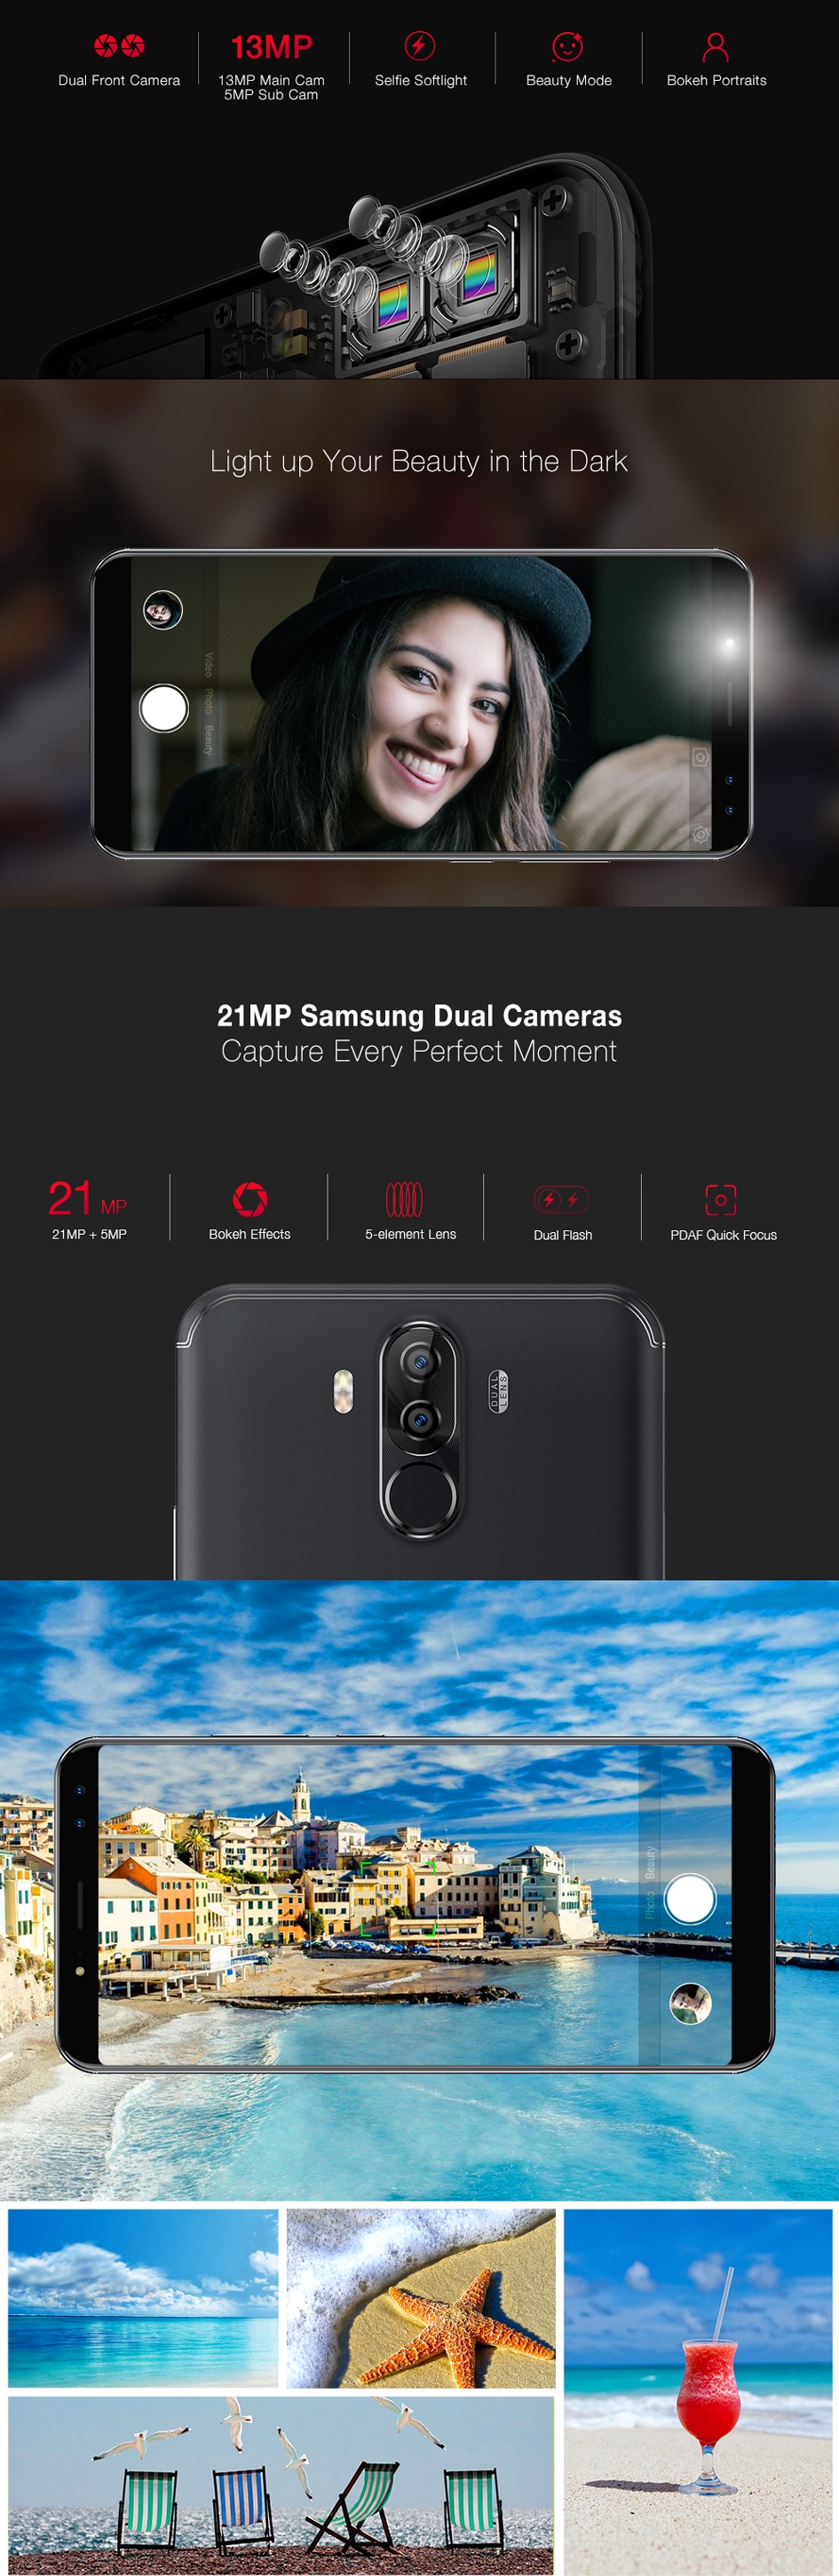 13MP
Dual Front Camera
13MP Main Cam
5MP Sub Cam
Selfie Softlight
Beauty Mode
Bokeh Portraits
Light up Your Beauty in the Dark
Video Photo Beauty
21MP Samsung Dual Cameras
Capture Every Perfect Moment
21 MP
21MP + 5MP
Bokeh Effects
5-element Lens
Dual Flash
PDAF Quick Focus
DUAL
LENS
Photo Beauty